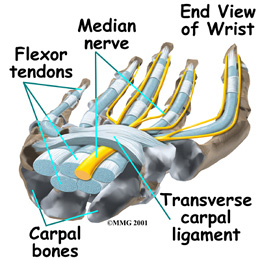 End View
of Wrist
Median
nerve
Flexor
tendons
Transverse
carpal
ligament
Carpal
bones
©MMG 2001